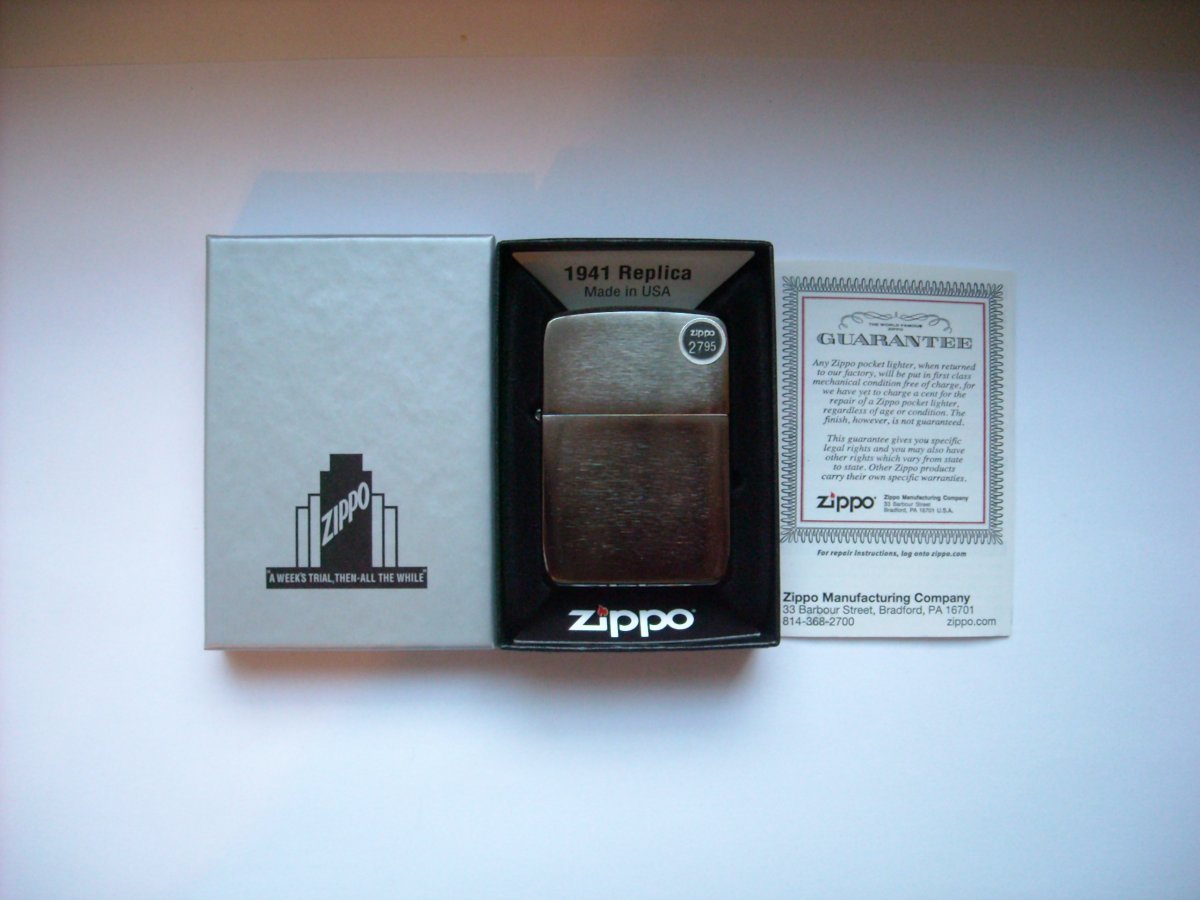 ZIPPO
"A WEEK'S TRIAL, THEN-ALL THE WHILE"
1941 Replica
Made in USA
zippo
2795
zippo
THE WORLD FAMOUS
ZIPPO
GUARANTEE
Any Zippo pocket lighter, when returned
to our factory, will be put in first class
mechanical condition free of charge, for
we have yet to charge a cent for the
repair of a Zippo pocket lighter,
regardless of age or condition. The
finish, however, is not guaranteed.
This guarantee gives you specific
legal rights and you may also have
other rights which vary from state
to state. Other Zippo products
carry their own specific warranties.
zippo
Zippo Manufacturing Company
33 Barbour Street
Bradford, PA 16701 U.S.A.
For repair instructions, log onto zippo.com
Zippo Manufacturing Company
33 Barbour Street, Bradford, PA 16701
814-368-2700 zippo.com